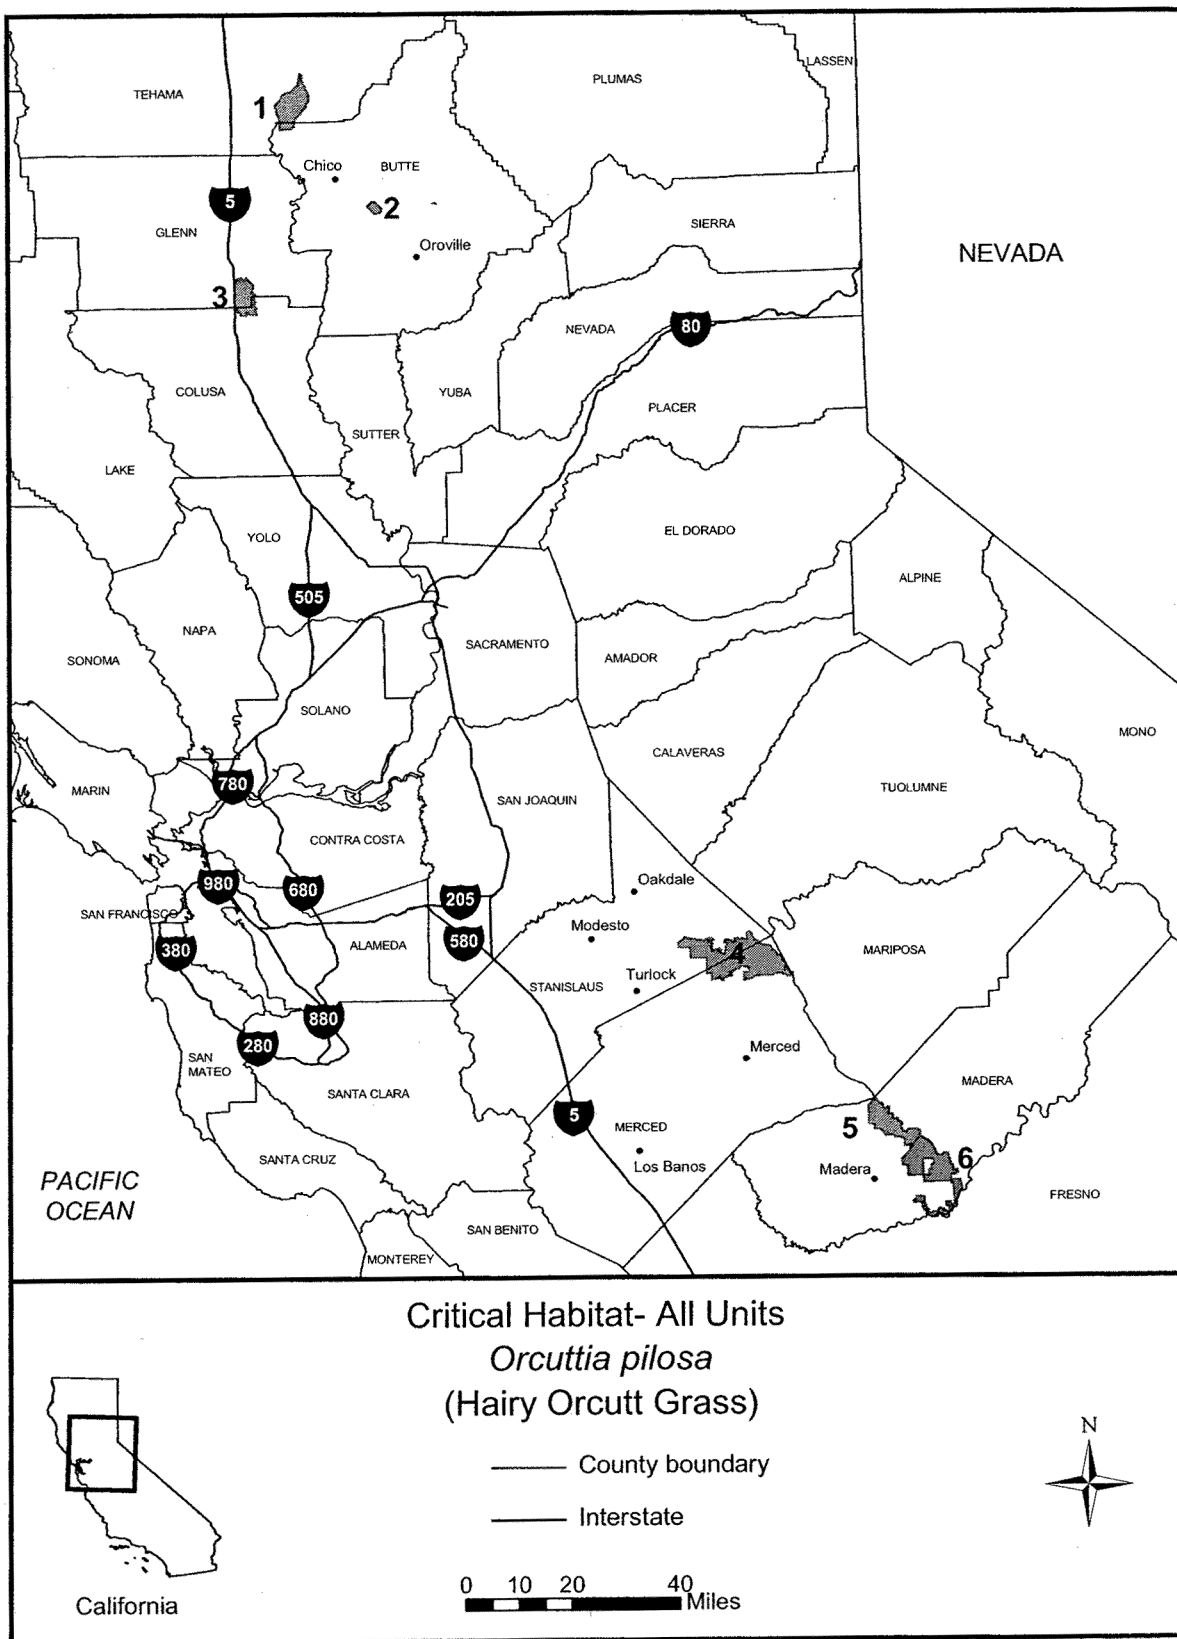 LASSEN
PLUMAS
TEHAMA
1
Chico
BUTTE
5
2
SIERRA
GLENN
Oroville
NEVADA
3
NEVADA
80
COLUSA
YUBA
PLACER
SUTTER
LAKE
EL DORADO
YOLO
ALPINE
505
NAPA
SACRAMENTO
AMADOR
SONOMA
SOLANO
MONO
CALAVERAS
780
TUOLUMNE
MARIN
SAN JOAQUIN
CONTRA COSTA
Oakdale
980
680
205
SAN FRANCISCO
Modesto
580
380
ALAMEDA
4
MARIPOSA
Turlock
STANISLAUS
880
280
Merced
SAN
MATEO
MADERA
SANTA CLARA
5
MERCED
5
SANTA CRUZ
6
Los Banos
Madera
PACIFIC
OCEAN
FRESNO
SAN BENITO
MONTEREY
Critical Habitat- All Units
Orcuttia pilosa
(Hairy Orcutt Grass)
N
County boundary
Interstate
0 10 20 40
Miles
California